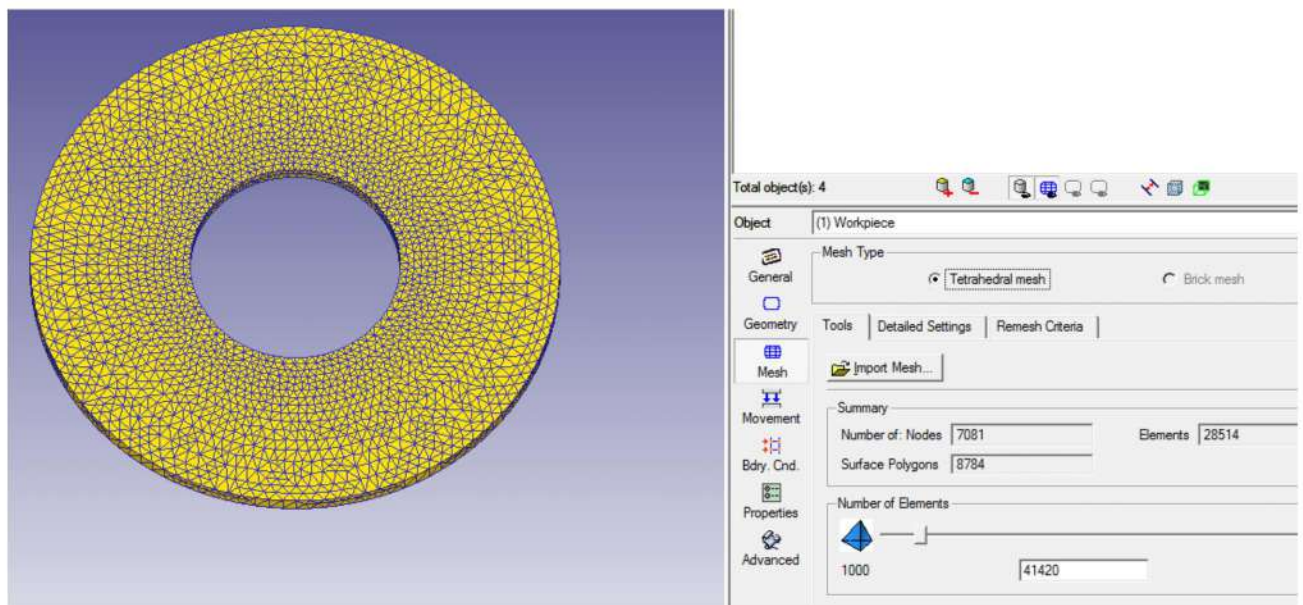 Total object(s): 4
Object (1) Workpiece
General
Geometry
Mesh
Movement
Bdry. Cnd.
Properties
Advanced
Mesh Type
Tetrahedral mesh Brick mesh
Tools Detailed Settings Remesh Criteria
Import Mesh...
Summary
Number of: Nodes 7081 Elements 28514
Surface Polygons 8784
Number of Elements
1000 41420